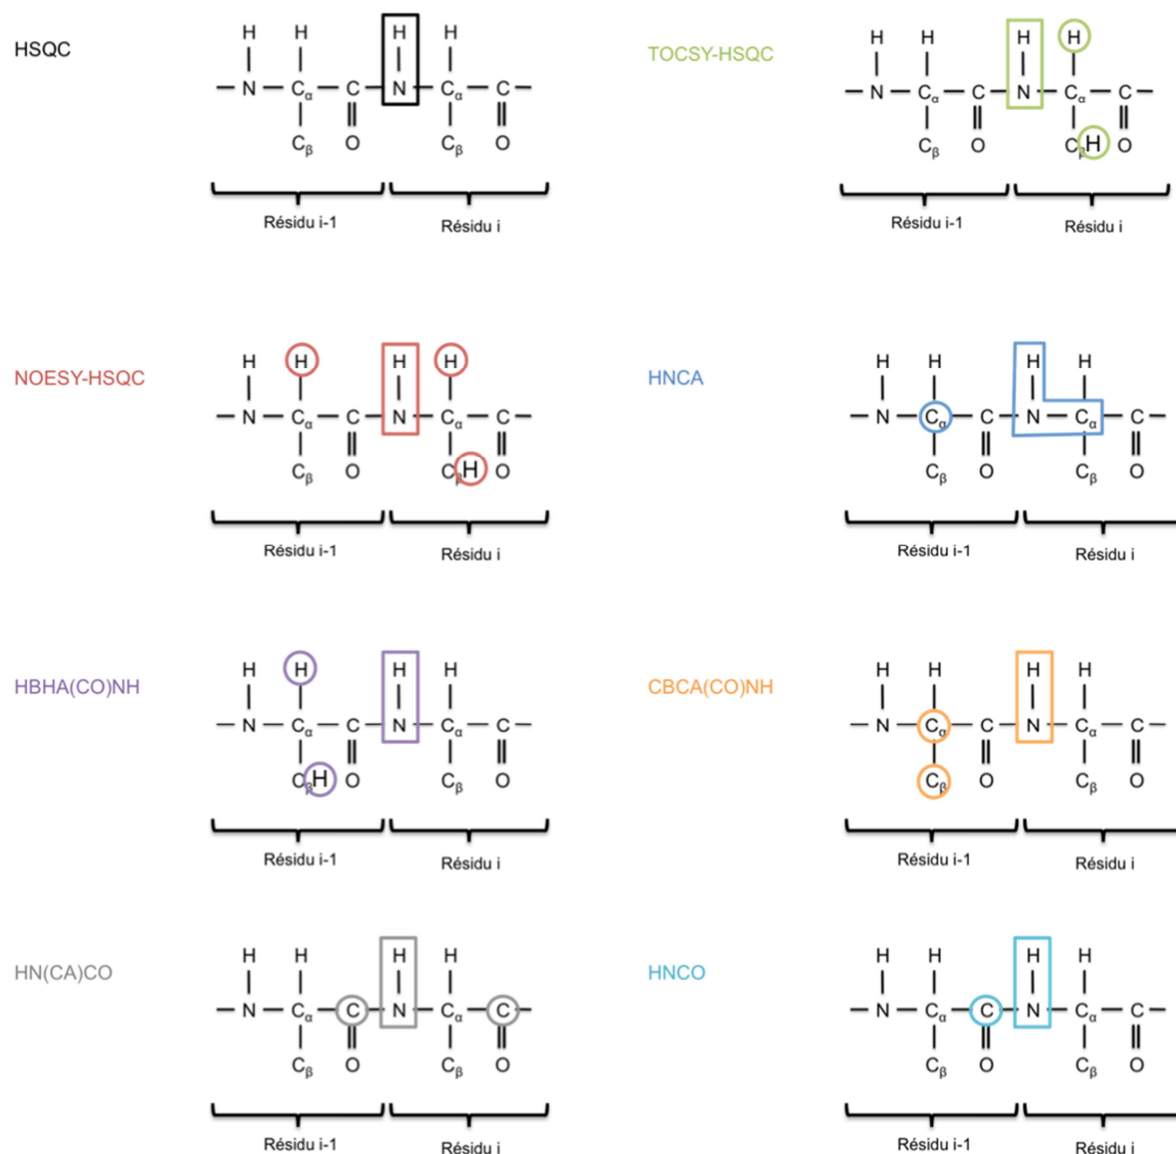 HSQC
H H H H
N Cα C N Cα C
Cβ O Cβ O
Résidu i-1 Résidu i
TOCSY-HSQC
H H H H
N Cα C N Cα C
Cβ O CβH O
Résidu i-1 Résidu i
NOESY-HSQC
H H H H
N Cα C N Cα C
Cβ O CβH O
Résidu i-1 Résidu i
HNCA
H H H H
N Cα C N Cα C
Cβ O Cβ O
Résidu i-1 Résidu i
HBHA(CO)NH
H H H H
N Cα C N Cα C
CβH O Cβ O
Résidu i-1 Résidu i
CBCA(CO)NH
H H H H
N Cα C N Cα C
Cβ O Cβ O
Résidu i-1 Résidu i
HN(CA)CO
H H H H
N Cα C N Cα C
Cβ O Cβ O
Résidu i-1 Résidu i
HNCO
H H H H
N Cα C N Cα C
Cβ O Cβ O
Résidu i-1 Résidu i